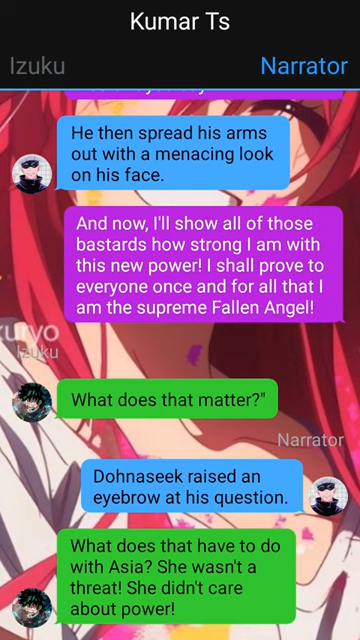 Kumar Ts
Izuku
Narrator
He then spread his arms
out with a menacing look
on his face.
And now, I'll show all of those
bastards how strong I am with
this new power! I shall prove to
everyone once and for all that I
am the supreme Fallen Angel!
Izuku
What does that matter?"
Narrator
Dohnaseek raised an
eyebrow at his question.
What does that have to do
with Asia? She wasn't a
threat! She didn't care
about power!